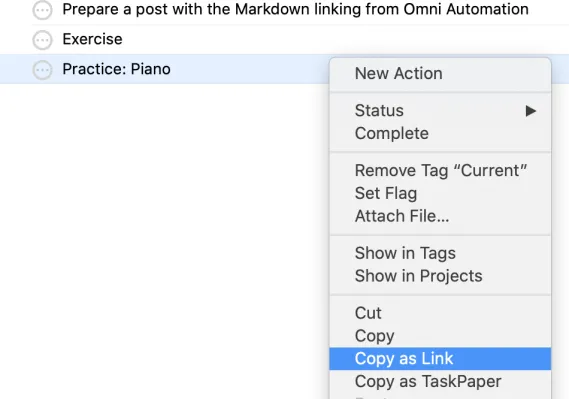 Prepare a post with the Markdown linking from Omni Automation
Exercise
Practice: Piano
New Action
Status
Complete
Remove Tag “Current”
Set Flag
Attach File…
Show in Tags
Show in Projects
Cut
Copy
Copy as Link
Copy as TaskPaper